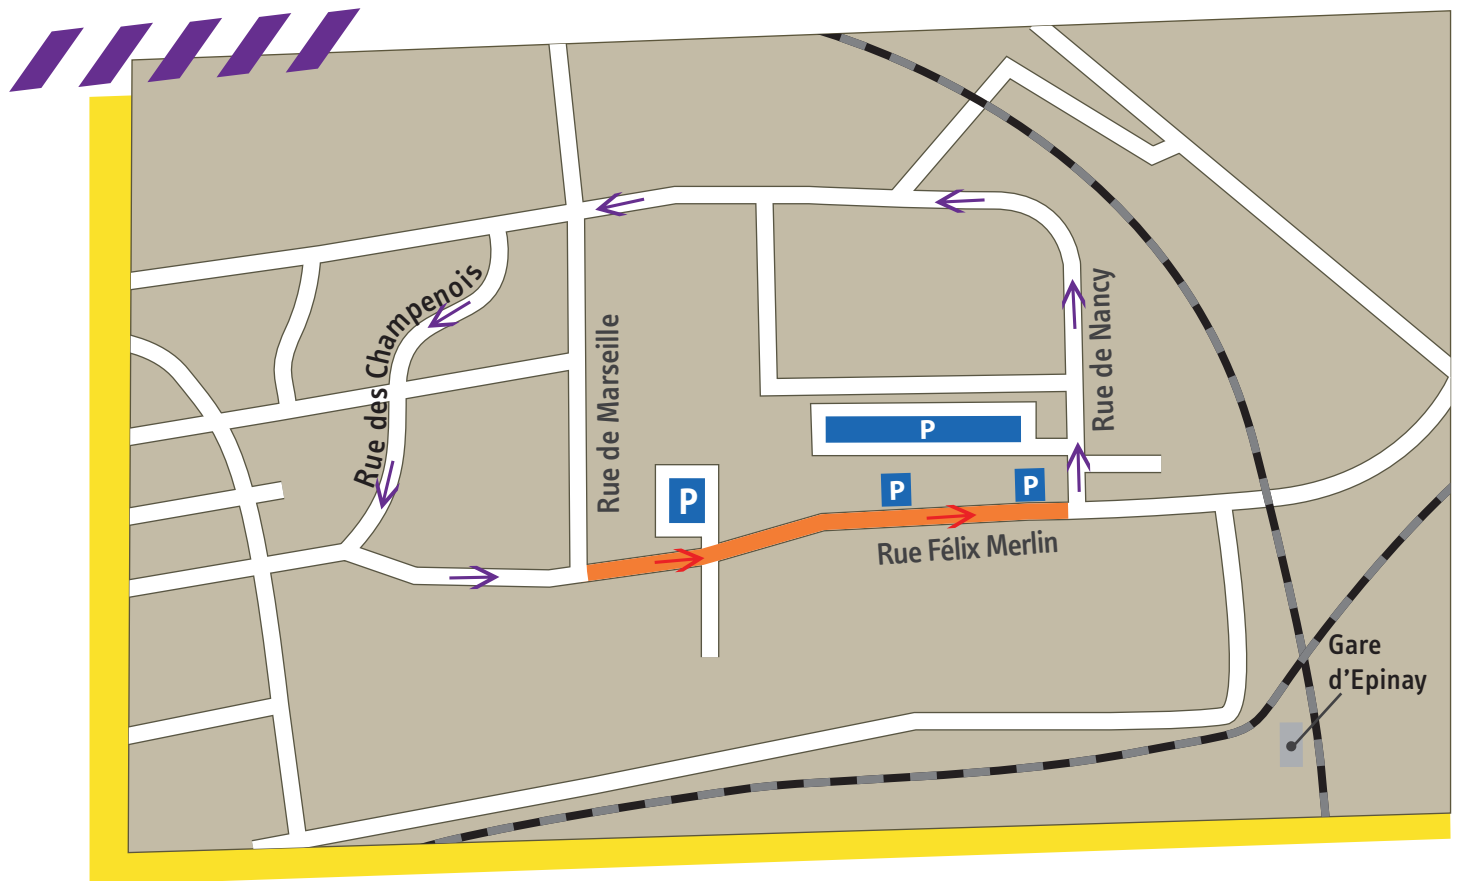 Rue des Champenois
Rue de Marseille
Rue de Nancy
P
P
P
P
Rue Félix Merlin
Gare
d'Epinay